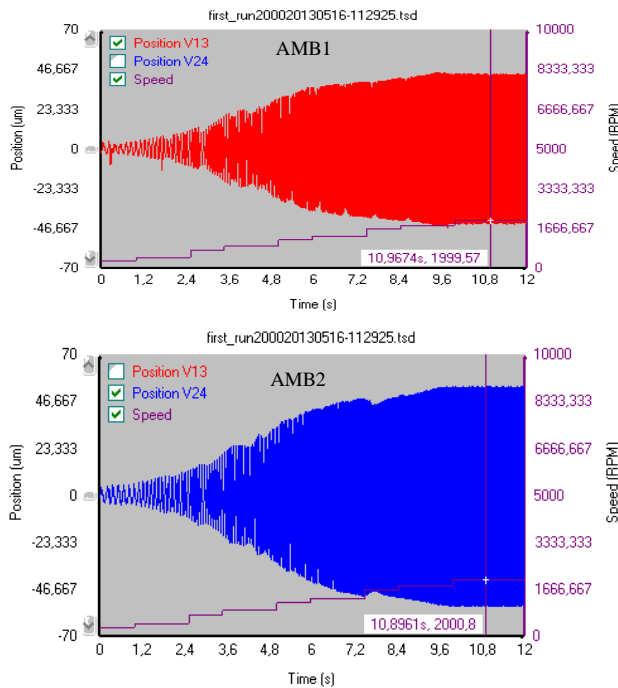 first_run200020130516-112925.tsd
70
46,667
23,333
0
-23,333
-46,667
-70
Position (um)
Position V13
Position V24
Speed
AMB1
10000
8333,333
6666,667
5000
3333,333
1666,667
0
Speed (RPM)
10,9674s, 1999,57
0 1,2 2,4 3,6 4,8 6 7,2 8,4 9,6 10,8 12
Time (s)
first_run200020130516-112925.tsd
70
46,667
23,333
0
-23,333
-46,667
-70
Position (um)
Position V13
Position V24
Speed
AMB2
10000
8333,333
6666,667
5000
3333,333
1666,667
0
Speed (RPM)
10,8961s, 2000,8
0 1,2 2,4 3,6 4,8 6 7,2 8,4 9,6 10,8 12
Time (s)